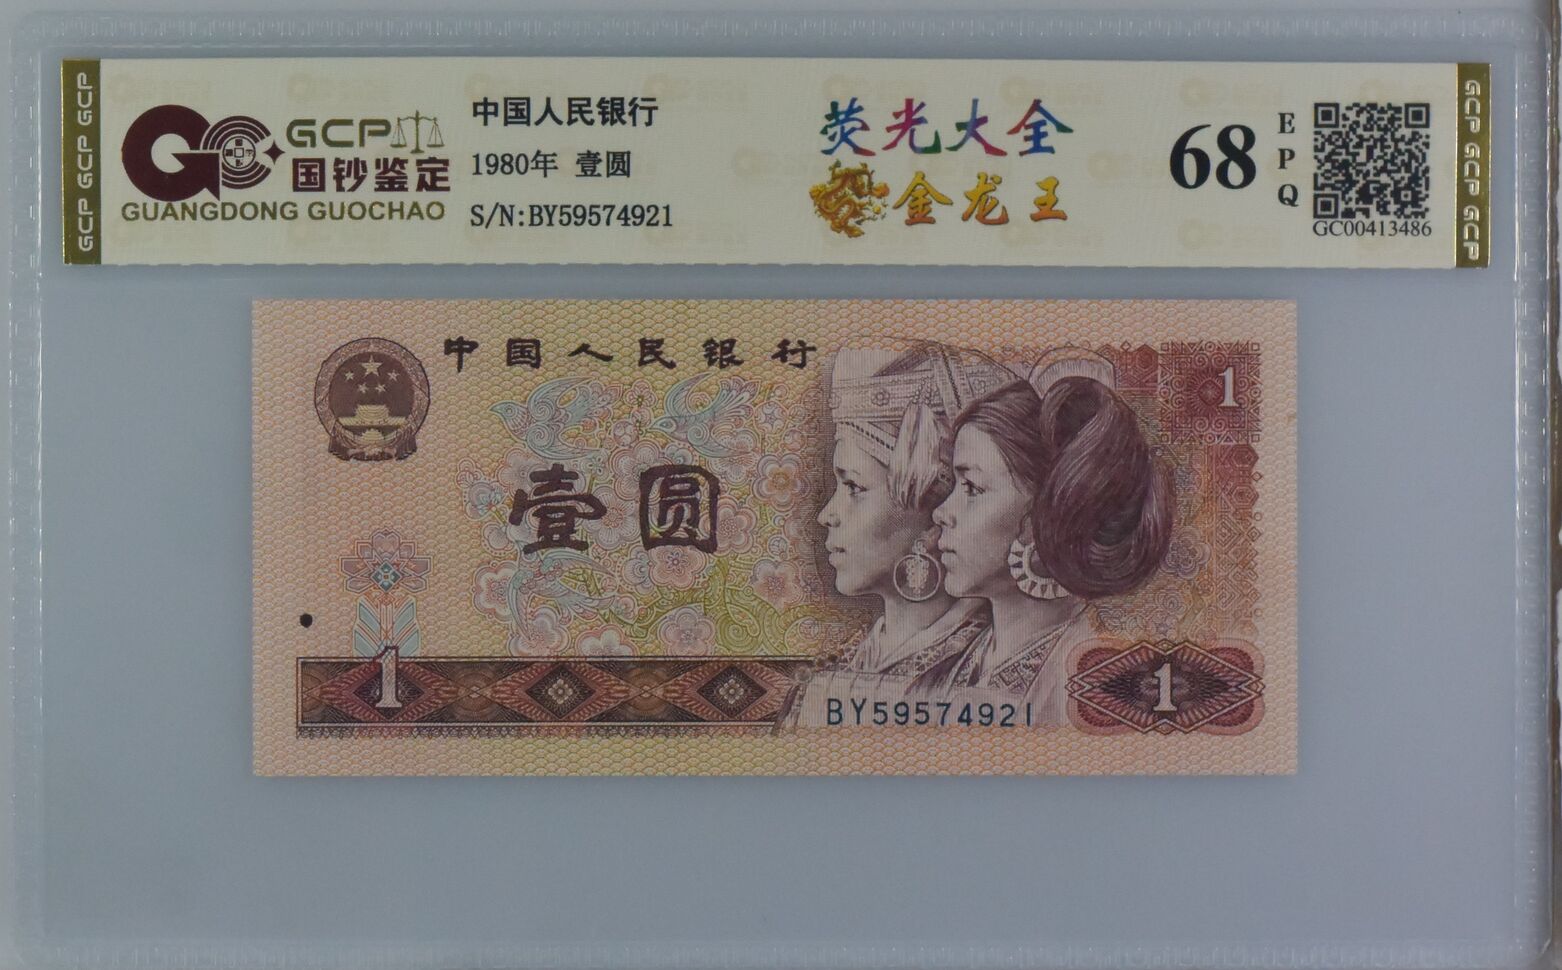 GCP GCP GCP
GCP
国钞鉴定
GUANGDONG GUOCHAO
中国人民银行
1980年 壹圆
S/N:BY59574921
荧光大全
金龙王
68
EPQ
GC00413486
GCP GCP GCP
中国人民银行
1
壹圆
1
BY59574921
1